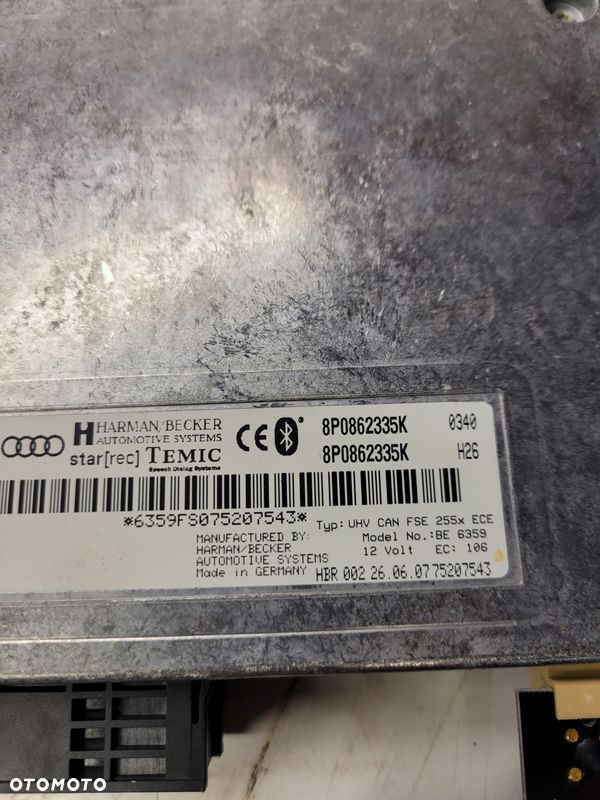 HARMAN/BECKER
AUTOMOTIVE SYSTEMS
star[rec] TEMIC
Speech Dialog Systems
CE
8P0862335K 0340
8P0862335K H26
*6359FS075207543*
Typ: UHV CAN FSE 255x ECE
MANUFACTURED BY: Model No.: BE 6359
HARMAN/BECKER 12 Volt EC: 106
AUTOMOTIVE SYSTEMS
Made in GERMANY HBR 002 26.06.07 75207543
OTOMOTO